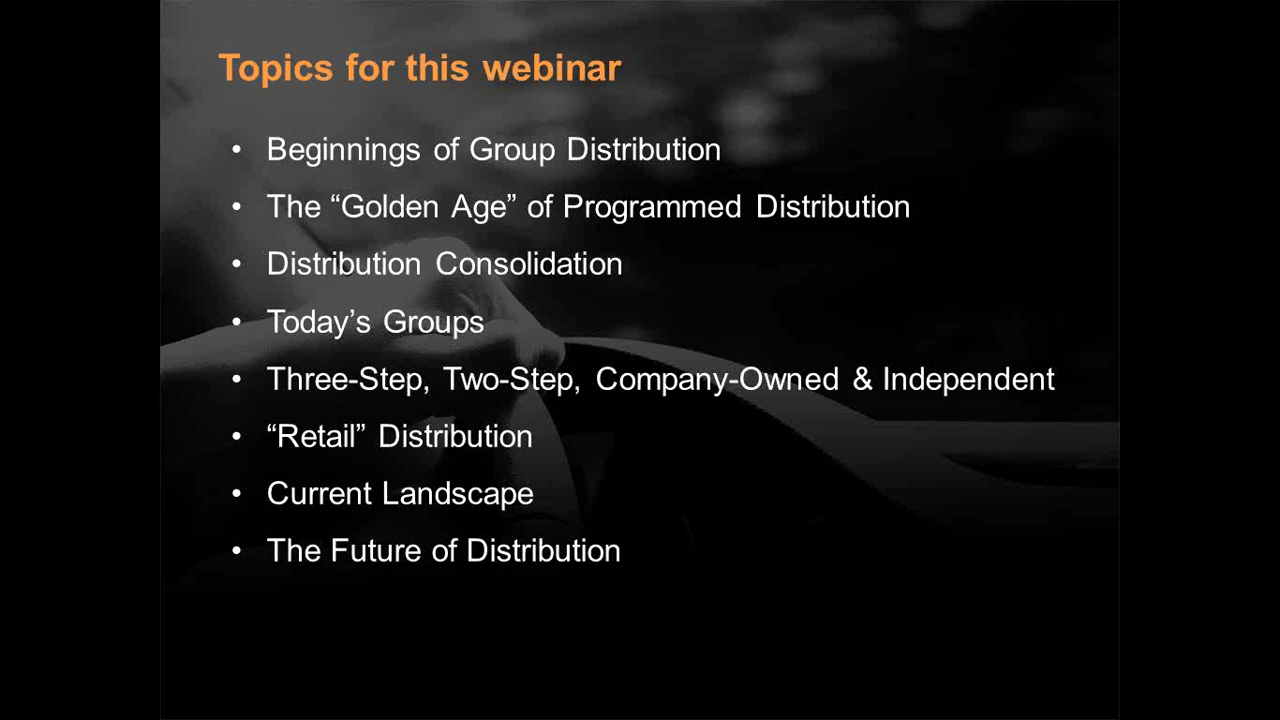 Topics for this webinar
• Beginnings of Group Distribution
• The “Golden Age” of Programmed Distribution
• Distribution Consolidation
• Today’s Groups
• Three-Step, Two-Step, Company-Owned & Independent
• “Retail” Distribution
• Current Landscape
• The Future of Distribution